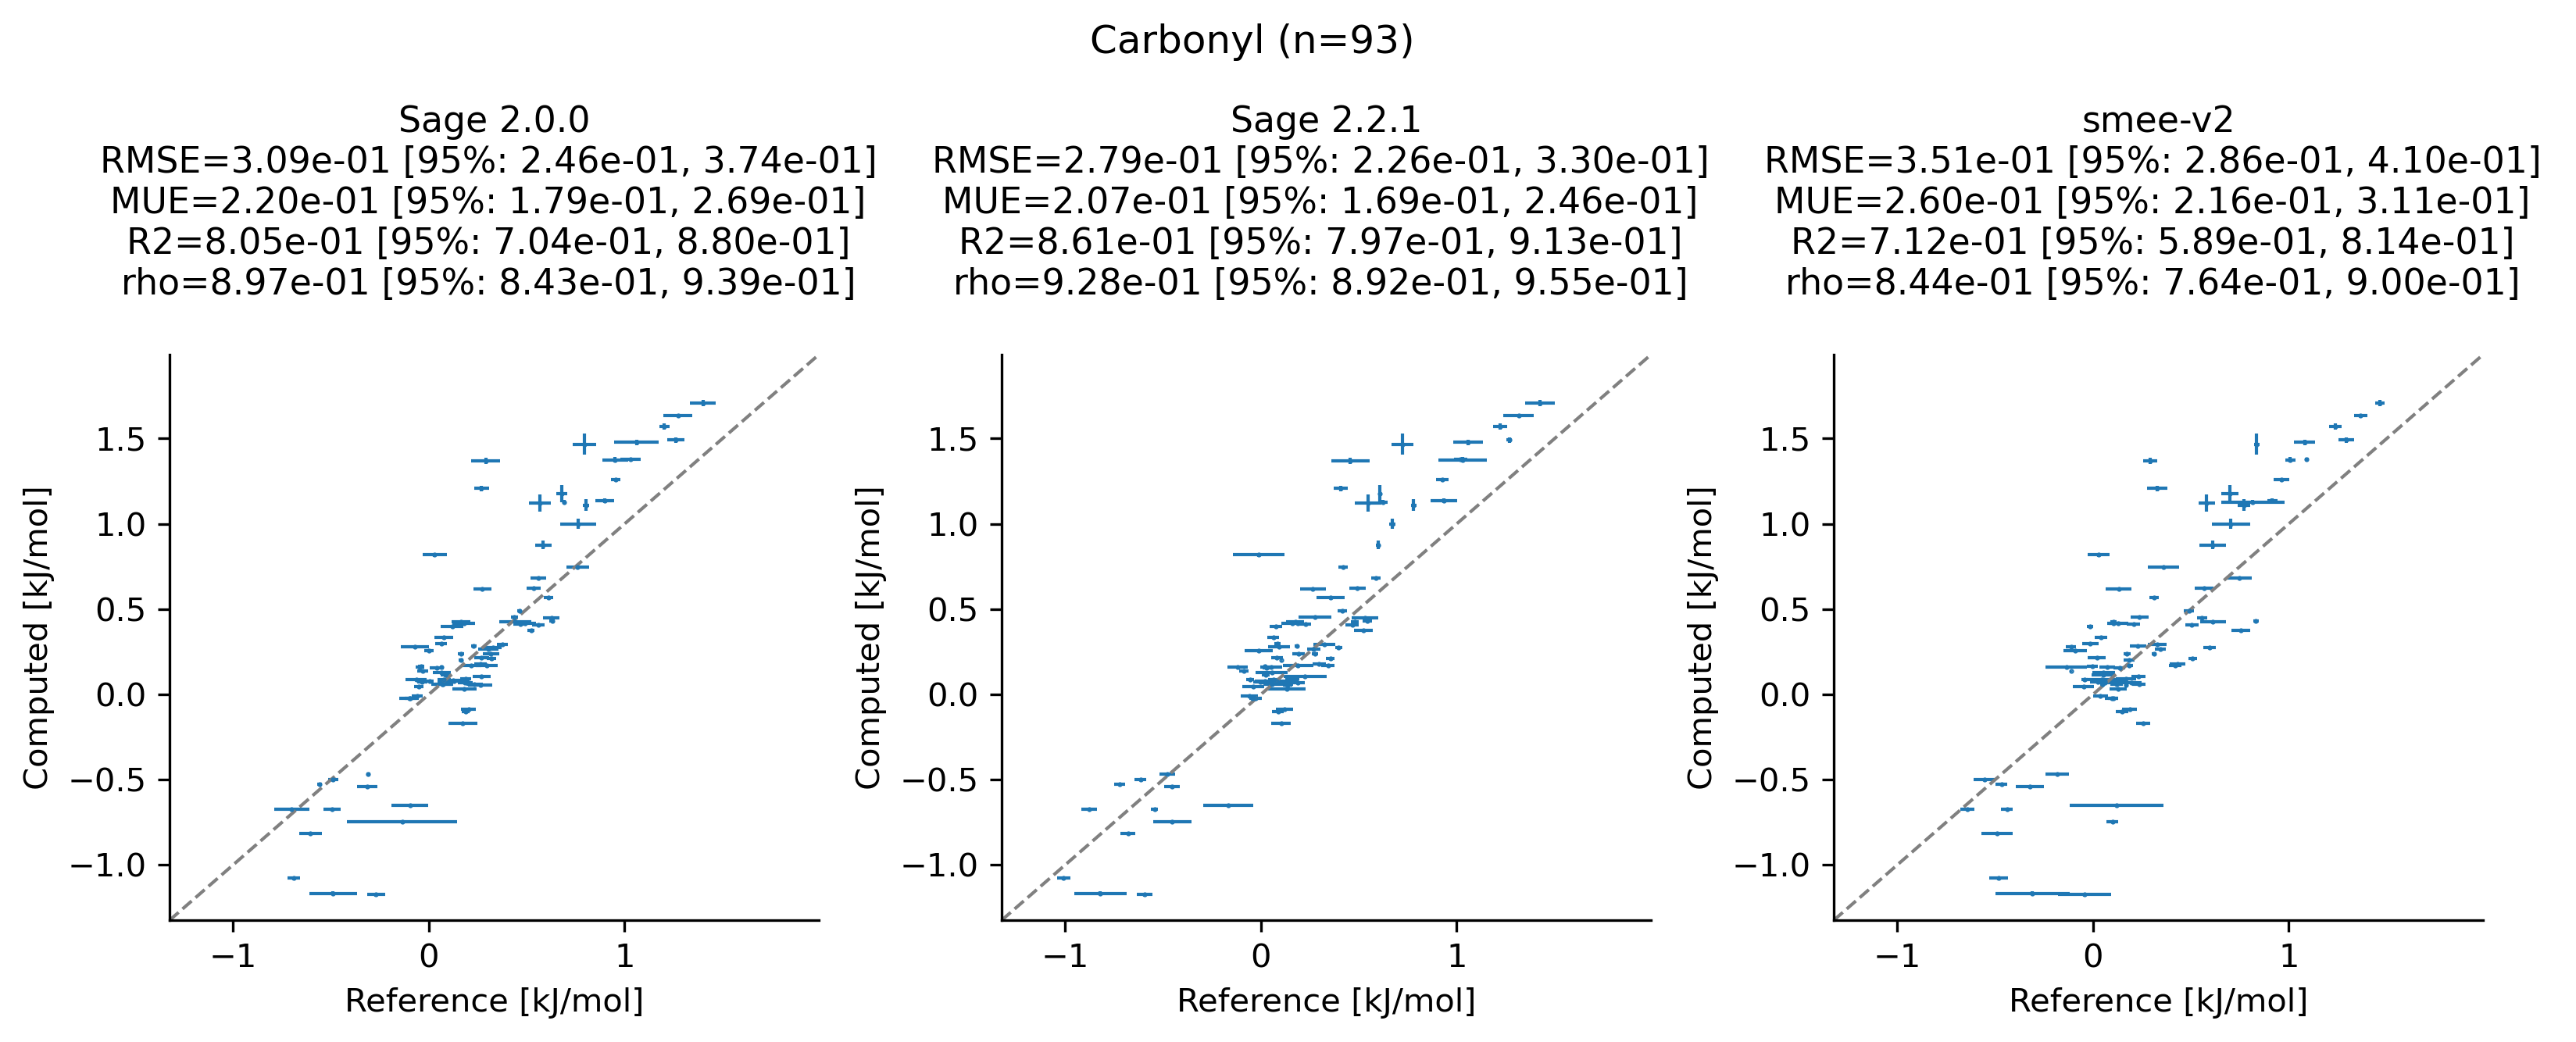 Carbonyl (n=93)
Sage 2.0.0
RMSE=3.09e-01 [95%: 2.46e-01, 3.74e-01]
MUE=2.20e-01 [95%: 1.79e-01, 2.69e-01]
R2=8.05e-01 [95%: 7.04e-01, 8.80e-01]
rho=8.97e-01 [95%: 8.43e-01, 9.39e-01]
1.5
1.0
0.5
0.0
−0.5
−1.0
Computed [kJ/mol]
−1
0
1
Reference [kJ/mol]
Sage 2.2.1
RMSE=2.79e-01 [95%: 2.26e-01, 3.30e-01]
MUE=2.07e-01 [95%: 1.69e-01, 2.46e-01]
R2=8.61e-01 [95%: 7.97e-01, 9.13e-01]
rho=9.28e-01 [95%: 8.92e-01, 9.55e-01]
1.5
1.0
0.5
0.0
−0.5
−1.0
Computed [kJ/mol]
−1
0
1
Reference [kJ/mol]
smee-v2
RMSE=3.51e-01 [95%: 2.86e-01, 4.10e-01]
MUE=2.60e-01 [95%: 2.16e-01, 3.11e-01]
R2=7.12e-01 [95%: 5.89e-01, 8.14e-01]
rho=8.44e-01 [95%: 7.64e-01, 9.00e-01]
1.5
1.0
0.5
0.0
−0.5
−1.0
Computed [kJ/mol]
−1
0
1
Reference [kJ/mol]